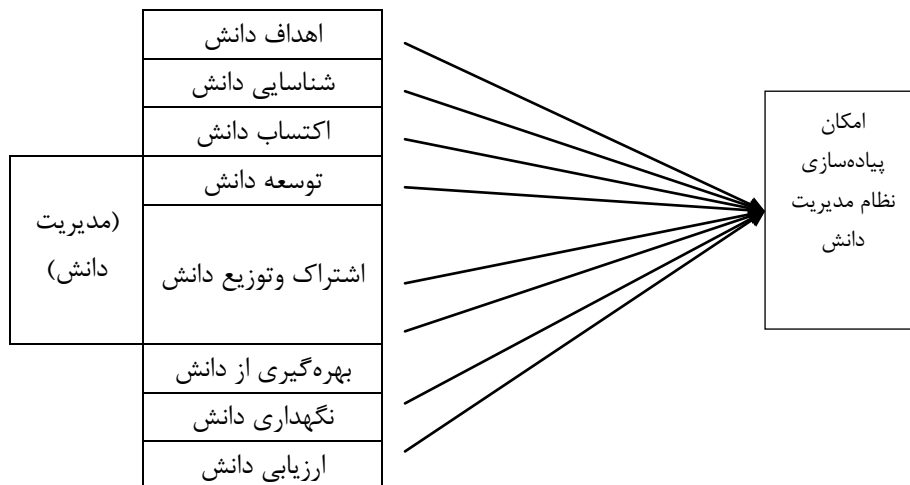 اهداف دانش
شناسایی دانش
اکتساب دانش
توسعه دانش
اشتراک وتوزیع دانش
بهره‌گیری از دانش
نگهداری دانش
ارزیابی دانش
(مدیریت
دانش)
امکان
پیاده‌سازی
نظام مدیریت
دانش